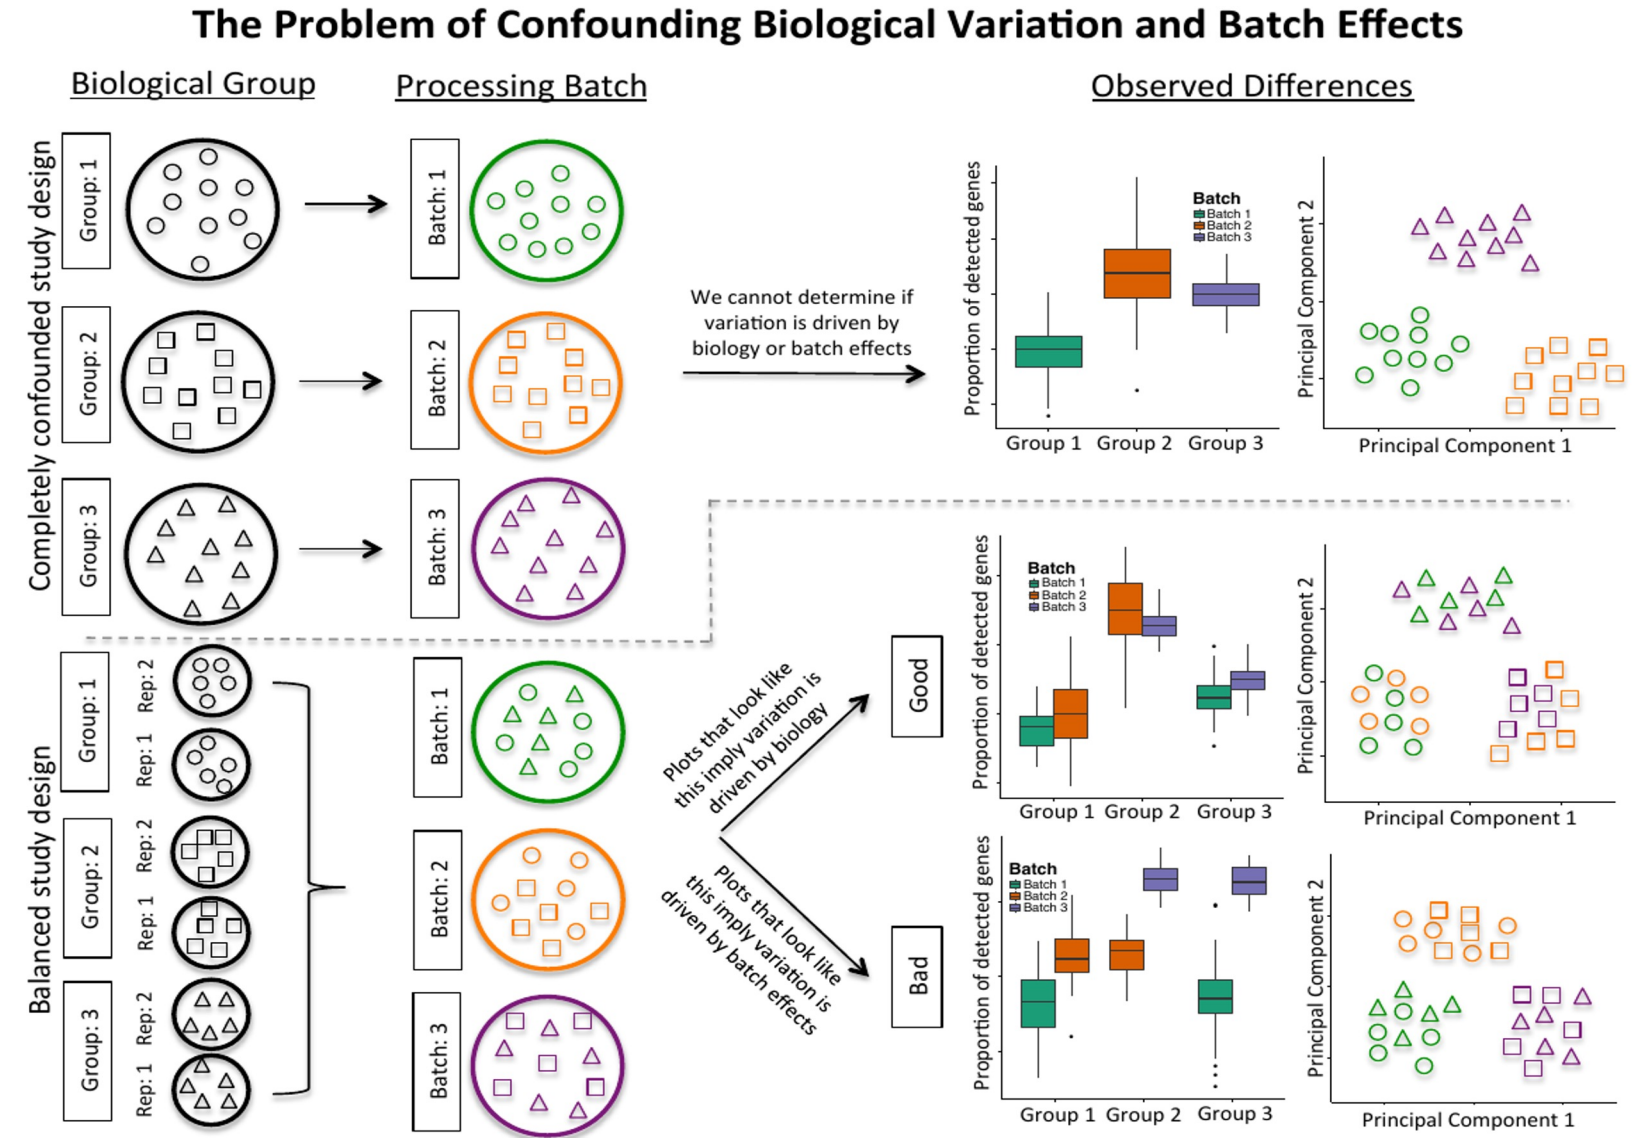 The Problem of Confounding Biological Variation and Batch Effects
Biological Group
Processing Batch
Observed Differences
Completely confounded study design
Group: 1
Batch: 1
Group: 2
Batch: 2
Group: 3
Batch: 3
We cannot determine if
variation is driven by
biology or batch effects
Proportion of detected genes
Batch
Batch 1
Batch 2
Batch 3
Group 1
Group 2
Group 3
Principal Component 2
Principal Component 1
Balanced study design
Group: 1
Rep: 2
Rep: 1
Group: 2
Rep: 2
Rep: 1
Group: 3
Rep: 2
Rep: 1
Batch: 1
Batch: 2
Batch: 3
Plots that look like
this imply variation is
driven by biology
Good
Proportion of detected genes
Batch
Batch 1
Batch 2
Batch 3
Group 1
Group 2
Group 3
Principal Component 2
Principal Component 1
Plots that look like
this imply variation is
driven by batch effects
Bad
Proportion of detected genes
Batch
Batch 1
Batch 2
Batch 3
Group 1
Group 2
Group 3
Principal Component 2
Principal Component 1